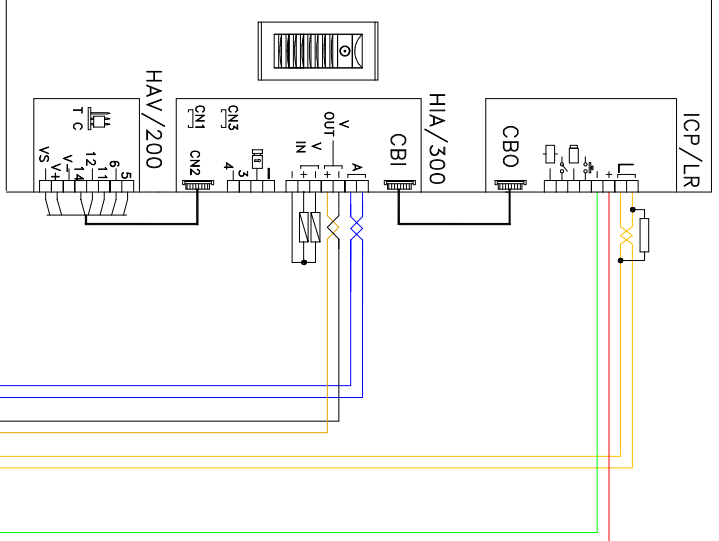 HAV/200
T C
VS
V+
V-
14
12
11
6
5
CN1
CN3
CN2
4
3
1
HIA/300
V
OUT
V
IN
- + - + -
A
CBI
CBO
ICP/LR
- +
L